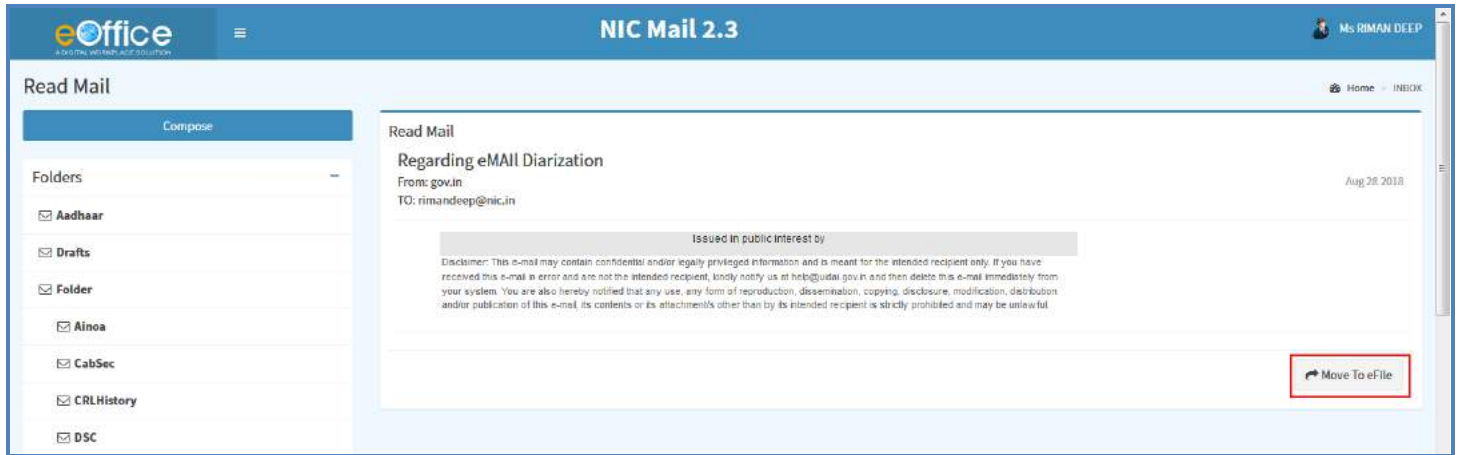 eOffice
A DIGITAL WORKPLACE SOLUTION
NIC Mail 2.3
Ms RIMAN DEEP
Read Mail
Home > INBOX
Compose
Folders
Aadhaar
Drafts
Folder
Ainoa
CabSec
CRLHistory
DSC
Read Mail
Regarding eMAIl Diarization
From: gov.in
Aug 28 2018
TO: rimandeep@nic.in
Issued in public interest by
Disclaimer: This e-mail may contain confidential and/or legally privileged information and is meant for the intended recipient only. If you have
received this e-mail in error and are not the intended recipient, kindly notify us at help@uidai.gov.in and then delete this e-mail immediately from
your system. You are also hereby notified that any use, any form of reproduction, dissemination, copying, disclosure, modification, distribution
and/or publication of this e-mail, its contents or its attachment/s other than by its intended recipient is strictly prohibited and may be unlawful
Move To eFile